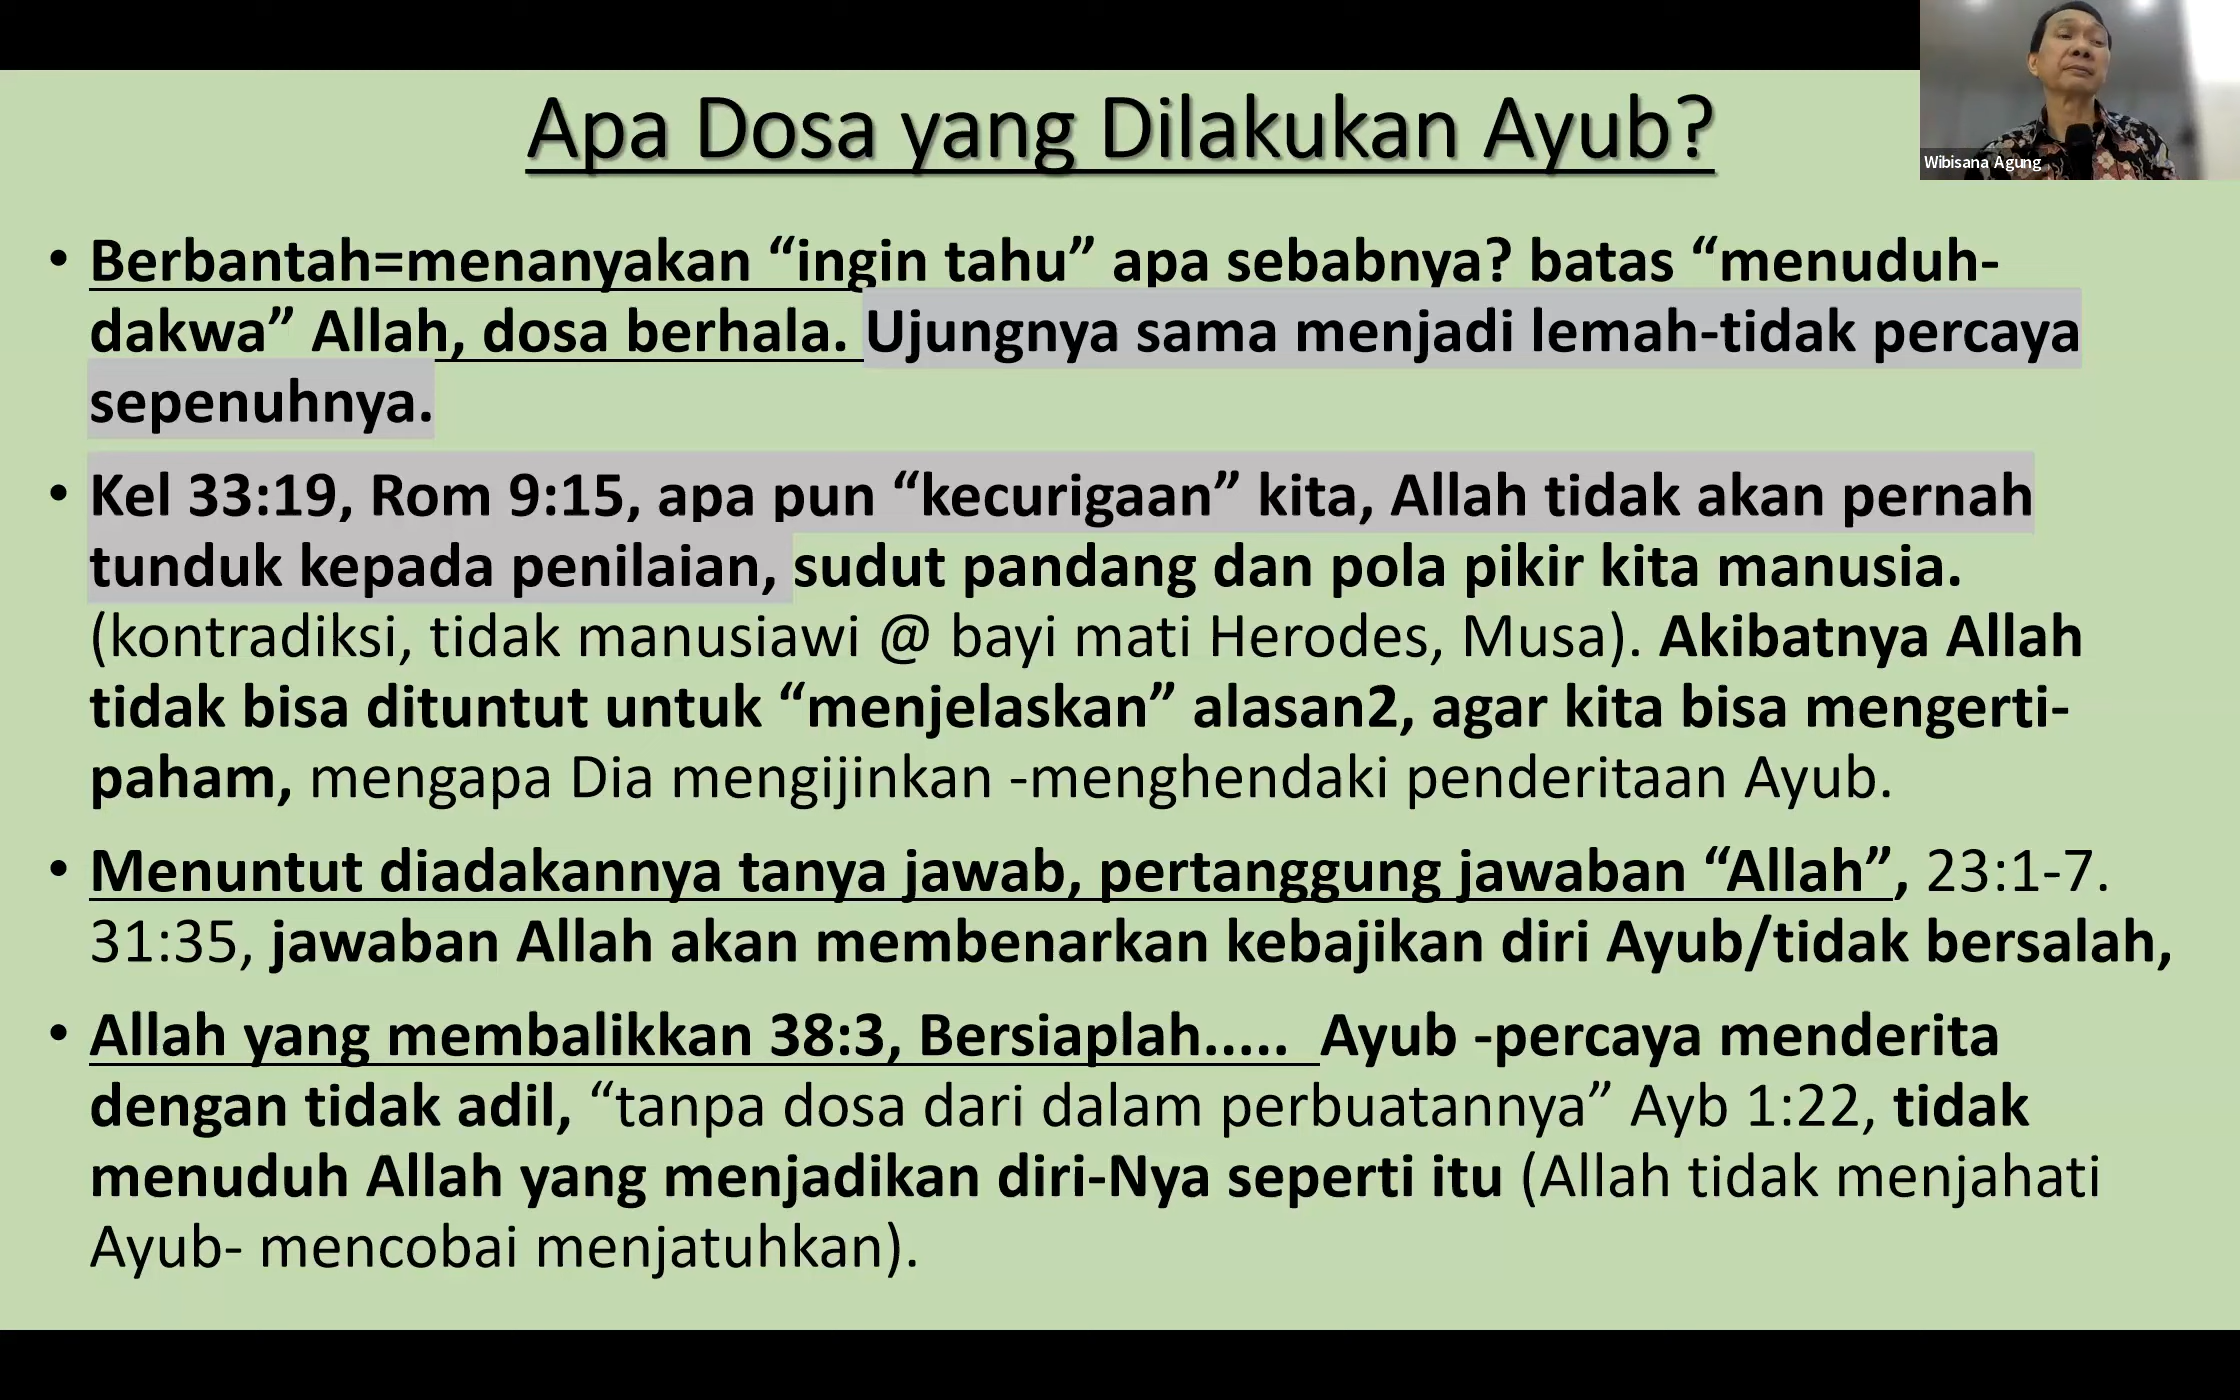 Apa Dosa yang Dilakukan Ayub?
Wibisana Agung
• Berbantah=menanyakan “ingin tahu” apa sebabnya? batas “menuduh-
dakwa” Allah, dosa berhala. Ujungnya sama menjadi lemah-tidak percaya
sepenuhnya.
• Kel 33:19, Rom 9:15, apa pun “kecurigaan” kita, Allah tidak akan pernah
tunduk kepada penilaian, sudut pandang dan pola pikir kita manusia.
(kontradiksi, tidak manusiawi @ bayi mati Herodes, Musa). Akibatnya Allah
tidak bisa dituntut untuk “menjelaskan” alasan2, agar kita bisa mengerti-
paham, mengapa Dia mengijinkan -menghendaki penderitaan Ayub.
• Menuntut diadakannya tanya jawab, pertanggung jawaban “Allah”, 23:1-7.
31:35, jawaban Allah akan membenarkan kebajikan diri Ayub/tidak bersalah,
• Allah yang membalikkan 38:3, Bersiaplah..... Ayub -percaya menderita
dengan tidak adil, “tanpa dosa dari dalam perbuatannya” Ayb 1:22, tidak
menuduh Allah yang menjadikan diri-Nya seperti itu (Allah tidak menjahati
Ayub- mencobai menjatuhkan).